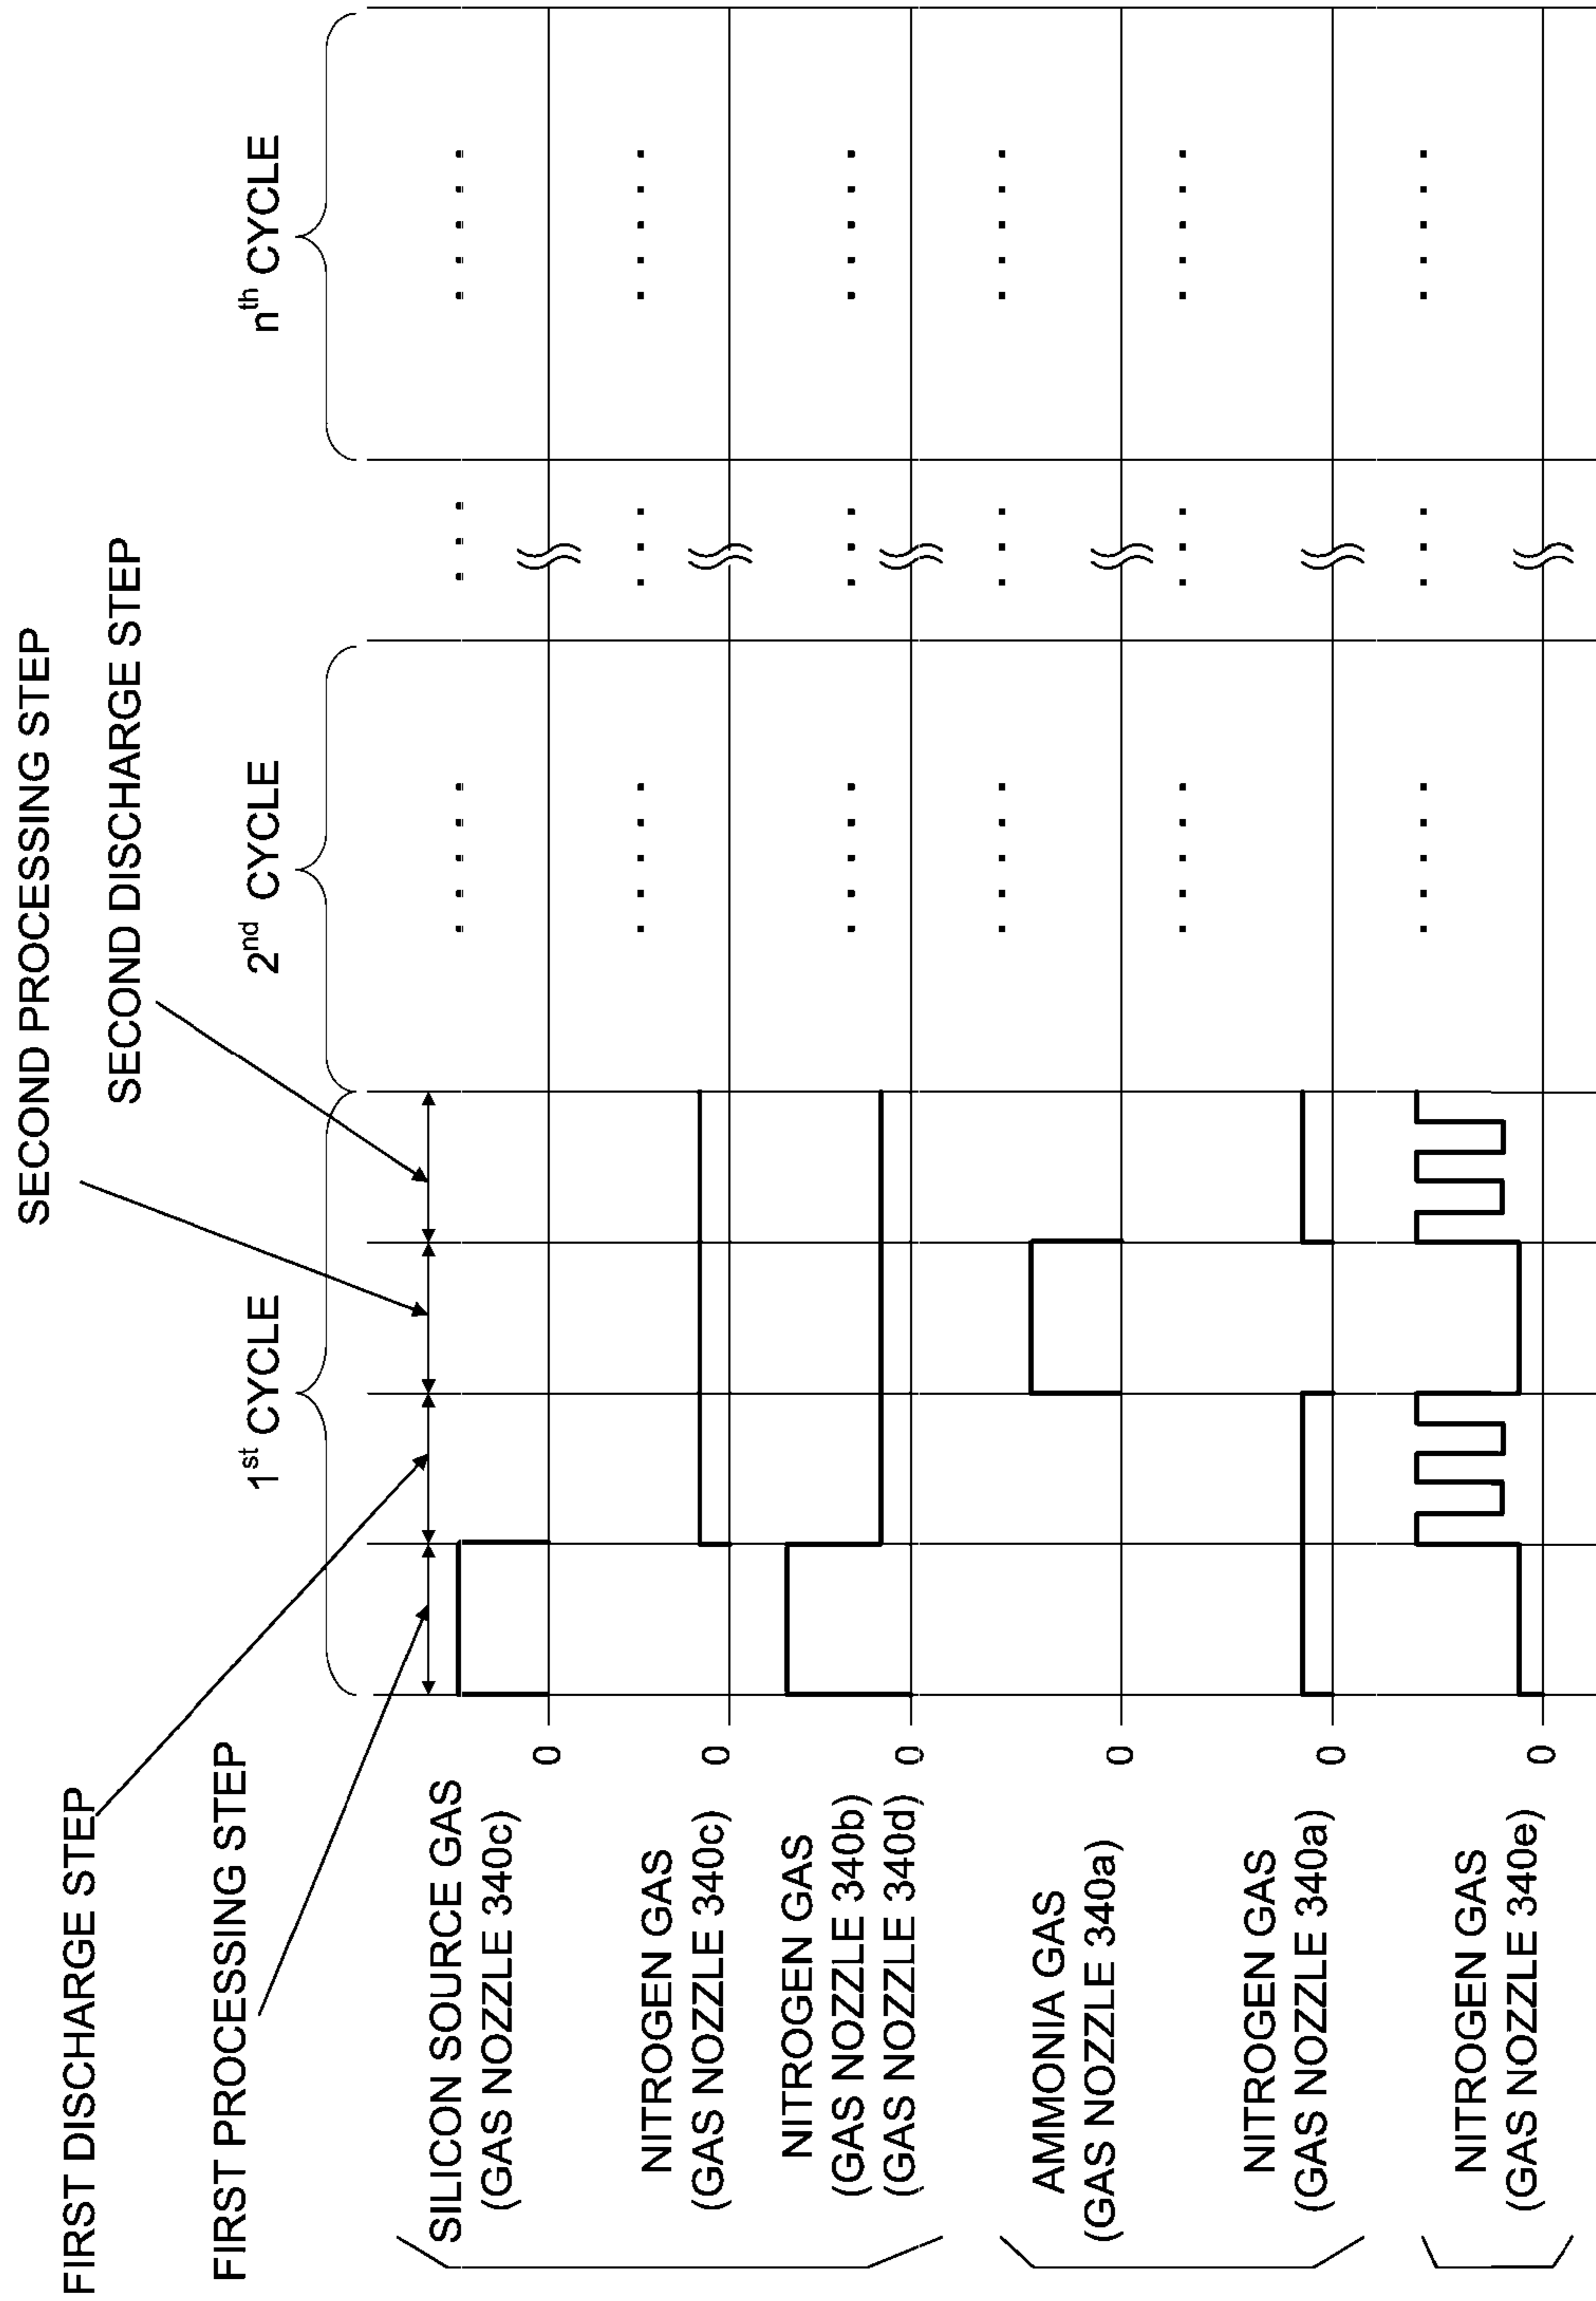 SECOND PROCESSING STEP
SECOND DISCHARGE STEP
FIRST DISCHARGE STEP
FIRST PROCESSING STEP
1st CYCLE
2nd CYCLE
nth CYCLE
SILICON SOURCE GAS
(GAS NOZZLE 340c)
0
NITROGEN GAS
(GAS NOZZLE 340c)
0
NITROGEN GAS
(GAS NOZZLE 340b)
(GAS NOZZLE 340d)
0
AMMONIA GAS
(GAS NOZZLE 340a)
0
NITROGEN GAS
(GAS NOZZLE 340a)
0
NITROGEN GAS
(GAS NOZZLE 340e)
0